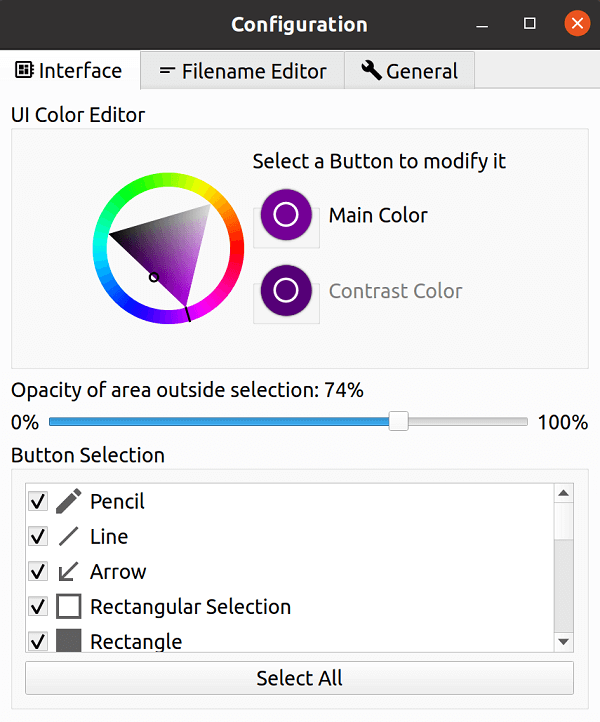 Configuration
Interface
Filename Editor
General
UI Color Editor
Select a Button to modify it
Main Color
Contrast Color
Opacity of area outside selection: 74%
0%
100%
Button Selection
Pencil
Line
Arrow
Rectangular Selection
Rectangle
Select All